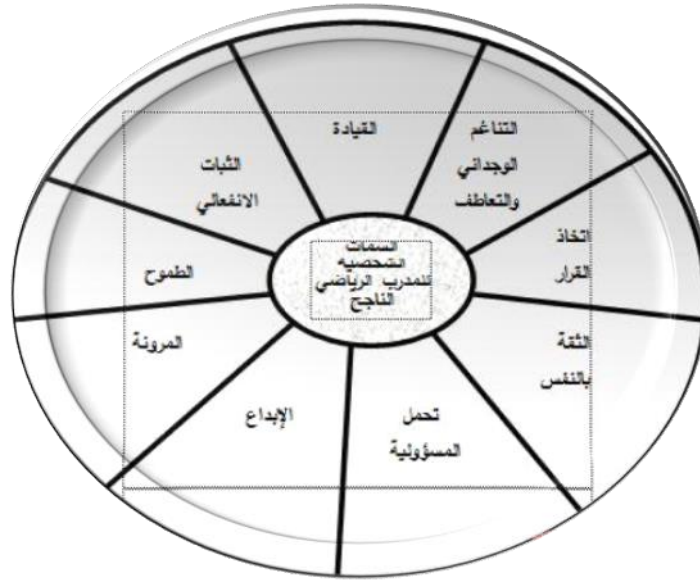 السمات
الشخصية
للمدرب الرياضي
الناجح
القيادة
التناغم
الوجداني
والتعاطف
اتخاذ
القرار
الثقة
بالنفس
تحمل
المسؤولية
الإبداع
المرونة
الطموح
الثبات
الانفعالي